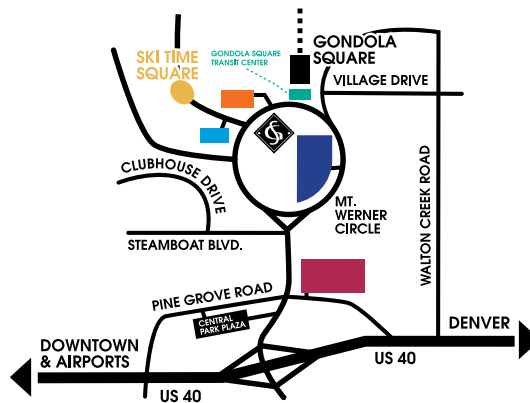 SKI TIME
SQUARE
GONDOLA SQUARE
TRANSIT CENTER
GONDOLA
SQUARE
VILLAGE DRIVE
CLUBHOUSE DRIVE
MT.
WERNER
CIRCLE
WALTON CREEK ROAD
STEAMBOAT BLVD.
PINE GROVE ROAD
CENTRAL
PARK PLAZA
DOWNTOWN
& AIRPORTS
DENVER
US 40
US 40